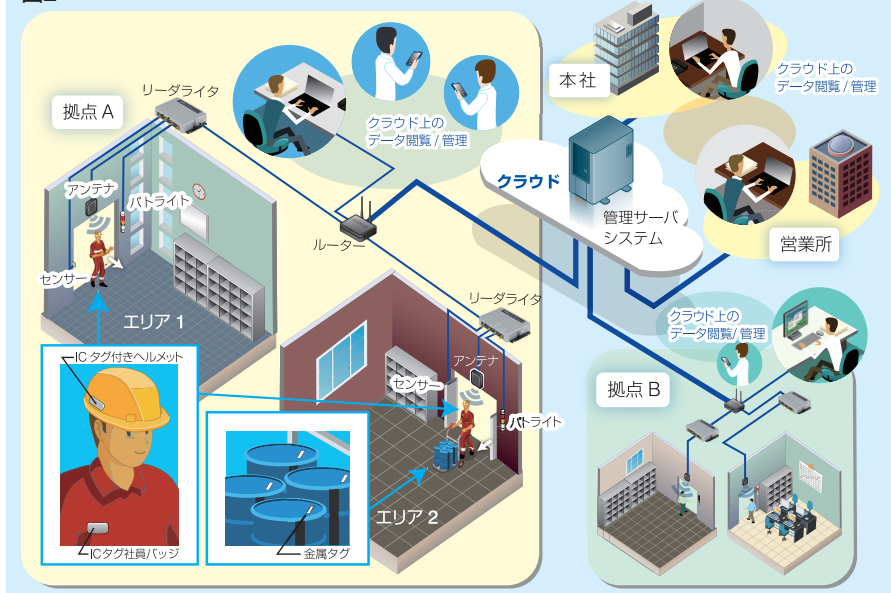 拠点 A
リーダライタ
クラウド上の
データ閲覧/管理
アンテナ
パトライト
センサー
エリア 1
ルーター
リーダライタ
アンテナ
センサー
パトライト
エリア 2
IC タグ付きヘルメット
ICタグ社員バッジ
金属タグ
本社
クラウド上の
データ閲覧/管理
クラウド
管理サーバ
システム
営業所
クラウド上の
データ閲覧/管理
拠点 B